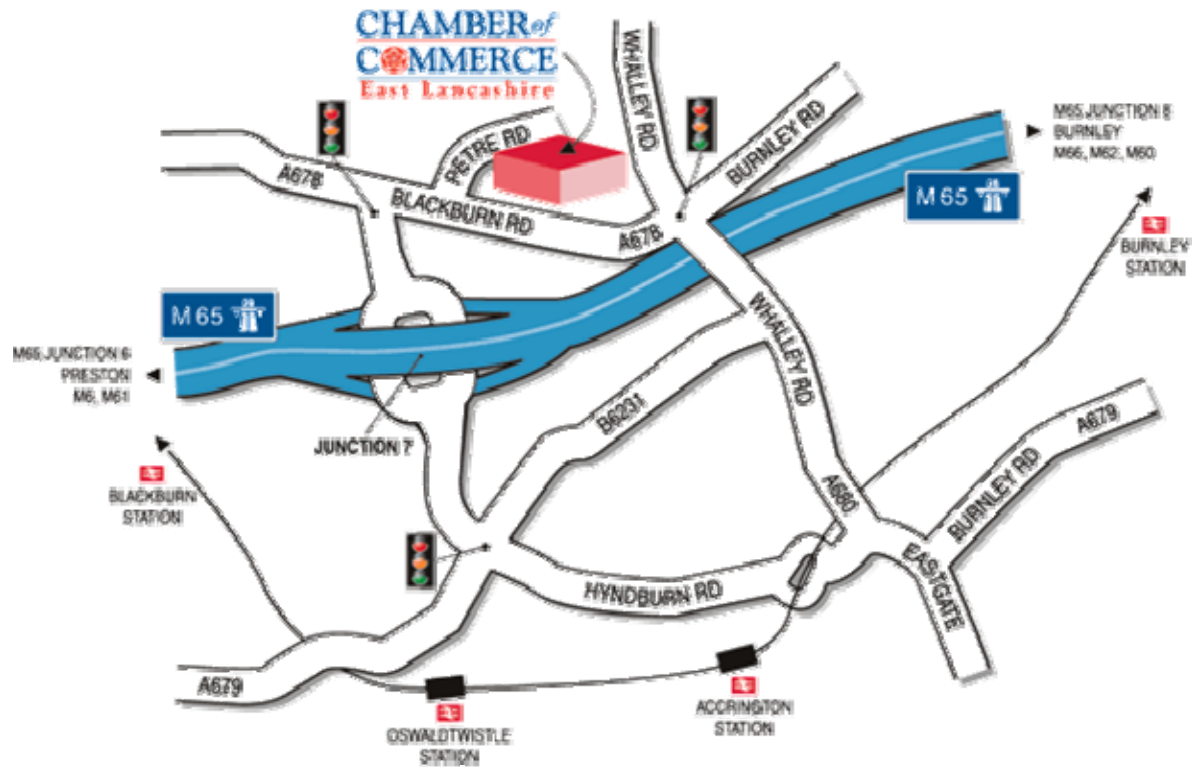 CHAMBER of
COMMERCE
East Lancashire
WHALLEY RD
BURNLEY RD
M65 JUNCTION 8
BURNLEY
M66, M62, M60
PETRE RD
A678
BLACKBURN RD
A678
M 65
BURNLEY
STATION
M 65
M65 JUNCTION 6
PRESTON
M6, M61
WHALLEY RD
B6231
JUNCTION 7
A679
BURNLEY RD
BLACKBURN
STATION
A680
EASTGATE
HYNDBURN RD
A679
ACCRINGTON
STATION
OSWALDTWISTLE
STATION